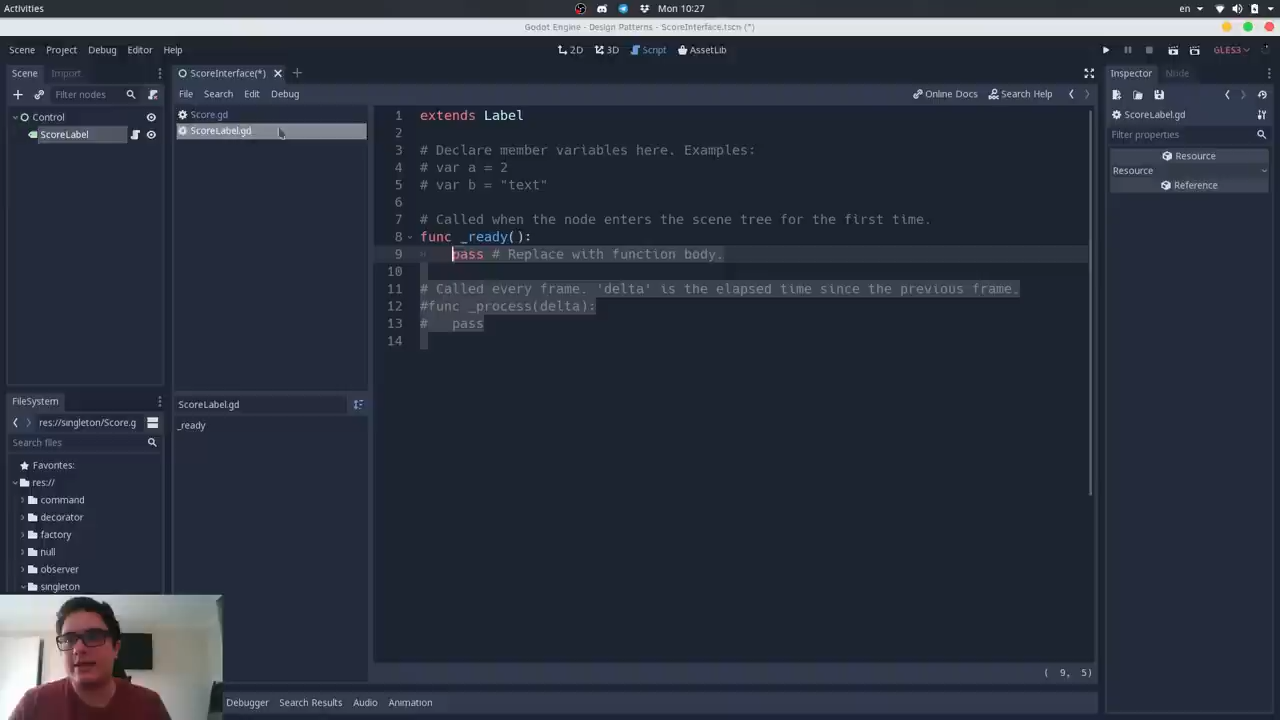 Activities
Mon 10:27
en
Godot Engine - Design Patterns - ScoreInterface.tscn (*)
Scene Project Debug Editor Help
2D 3D Script AssetLib
GLES3
Scene Import
ScoreInterface(*)
Inspector Node
Filter nodes
File Search Edit Debug
Online Docs Search Help
Control
ScoreLabel
Score.gd
ScoreLabel.gd
ScoreLabel.gd
Filter properties
Resource
Resource
Reference
1 extends Label
2
3 # Declare member variables here. Examples:
4 # var a = 2
5 # var b = "text"
6
7 # Called when the node enters the scene tree for the first time.
8 func _ready():
9 pass # Replace with function body.
10
11 # Called every frame. 'delta' is the elapsed time since the previous frame.
12 #func _process(delta):
13 # pass
14
FileSystem
res://singleton/Score.g
Search files
Favorites:
res://
command
decorator
factory
null
observer
singleton
ScoreLabel.gd
_ready
( 9, 5)
Debugger Search Results Audio Animation